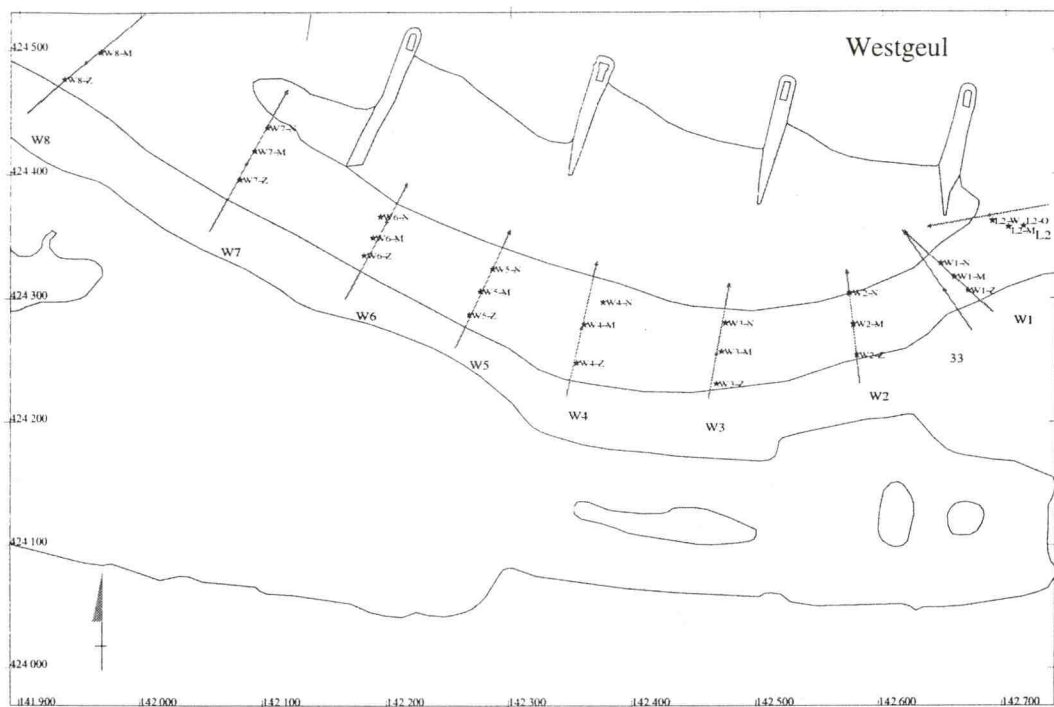 Westgeul
424 500
W8-M
W8-Z
W8
W7-N
W7-M
W7-Z
W7
424 400
W6-N
W6-M
W6-Z
W6
W5-N
W5-M
W5-Z
W5
W4-N
W4-M
W4-Z
W4
W3-N
W3-M
W3-Z
W3
W2-N
W2-M
W2-Z
W2
L2-W
L2-O
L2-M
L2
W1-N
W1-M
W1-Z
W1
33
424 300
424 200
424 100
424 000
141 900
142 000
142 100
142 200
142 300
142 400
142 500
142 600
142 700